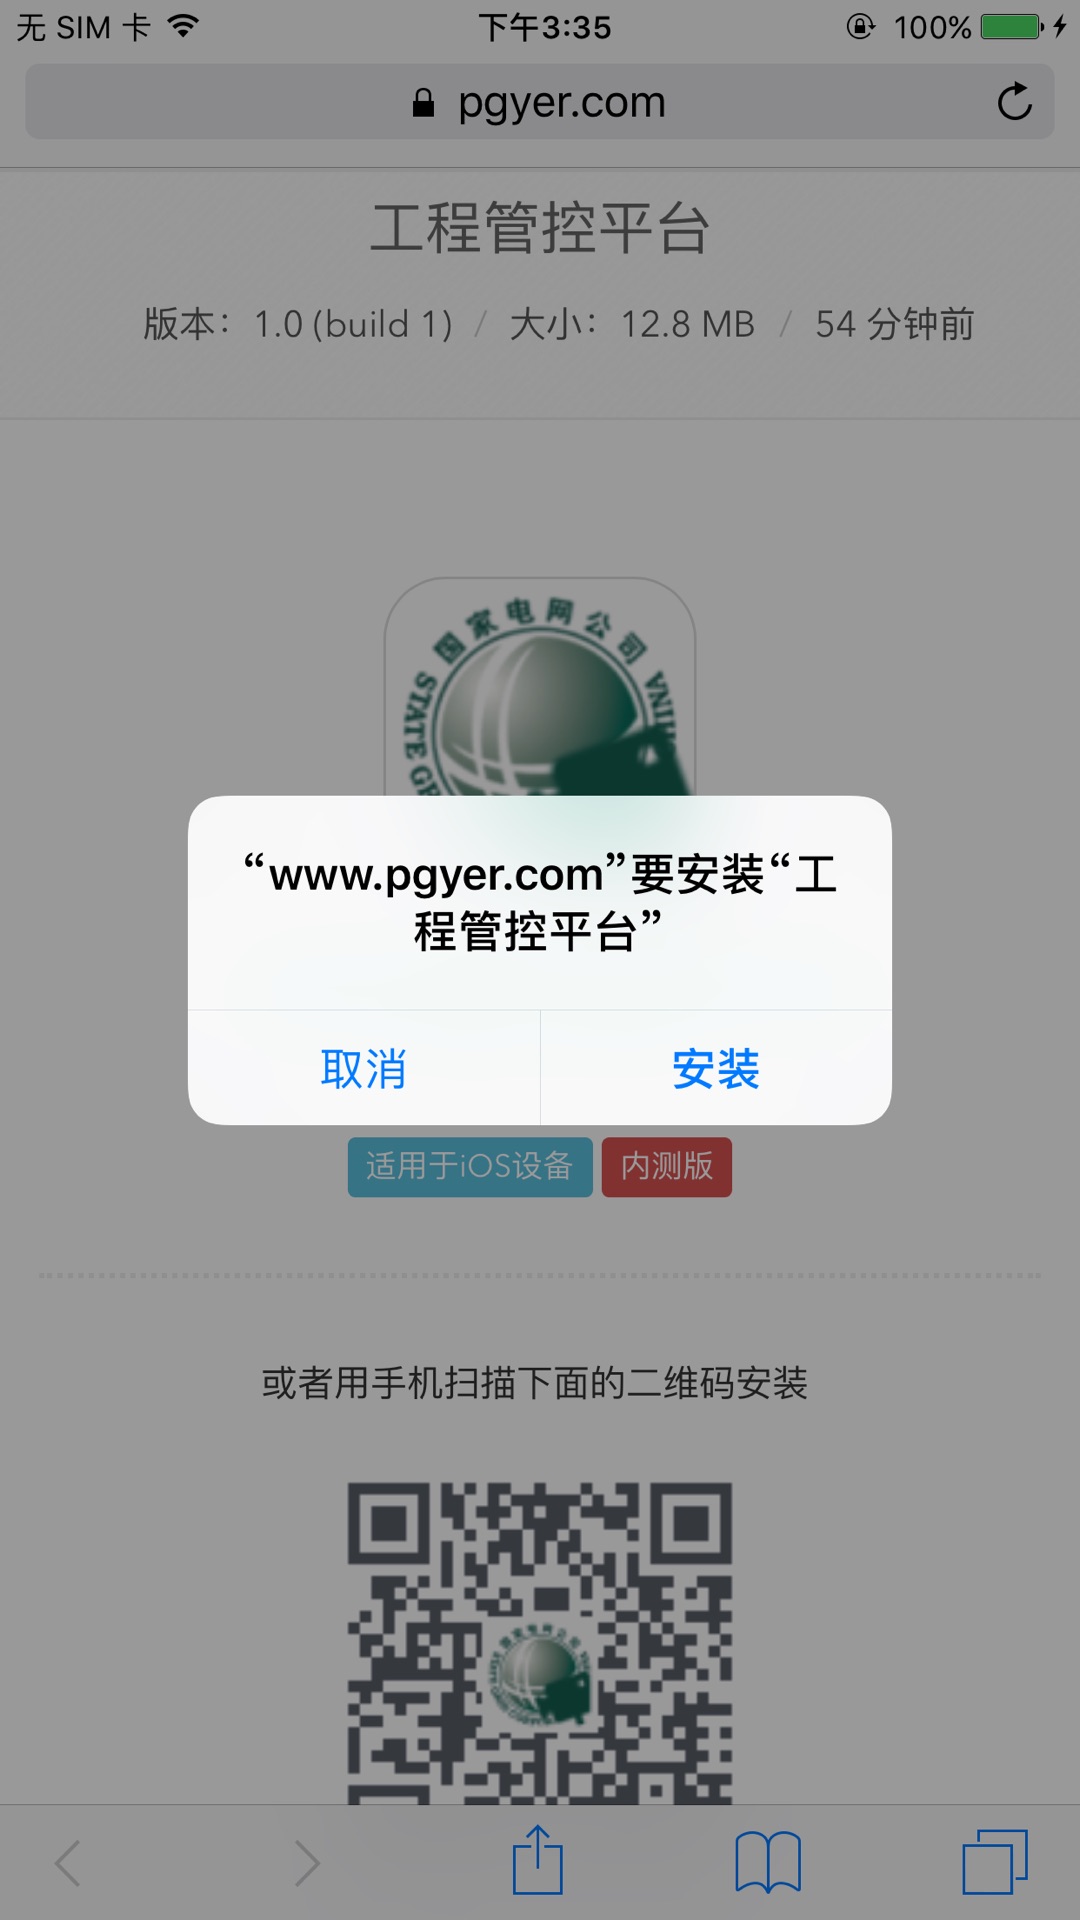 无 SIM 卡 下午3:35 100%
pgyer.com
工程管控平台
版本：1.0 (build 1) / 大小：12.8 MB / 54 分钟前
国家电网公司
STATE
“www.pgyer.com”要安装“工
程管控平台”
取消 安装
适用于iOS设备 内测版
或者用手机扫描下面的二维码安装